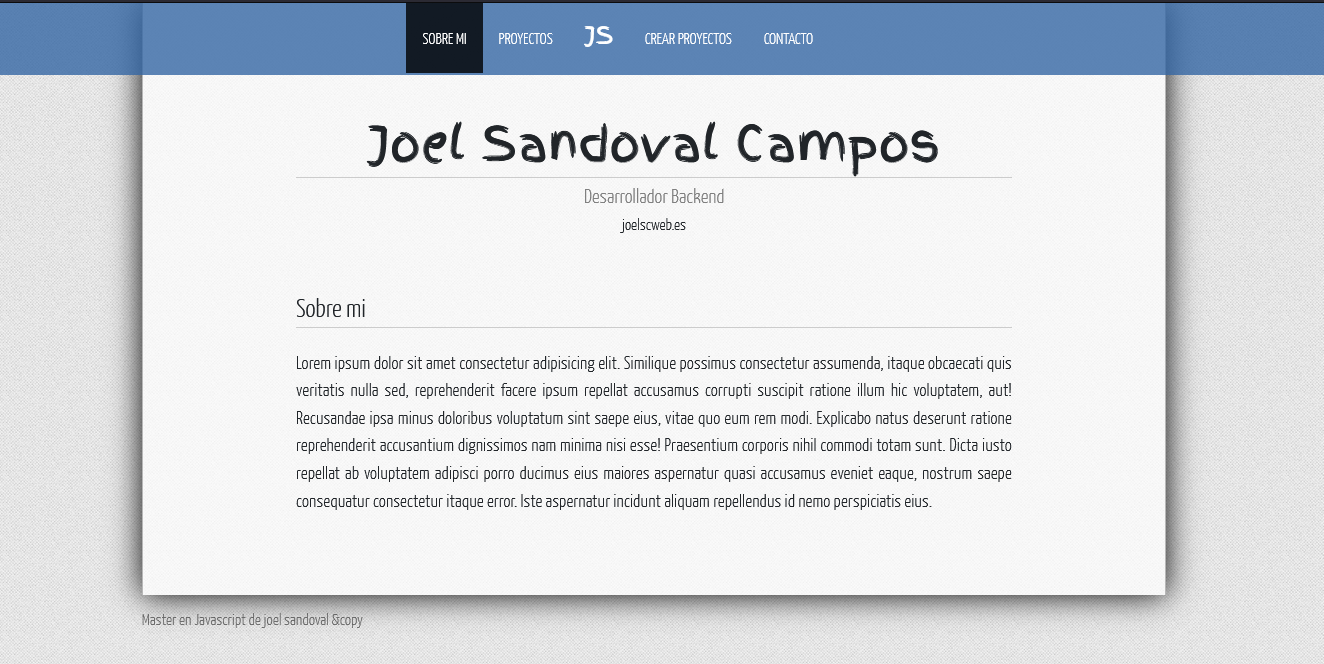 SOBRE MI PROYECTOS JS CREAR PROYECTOS CONTACTO
Joel Sandoval Campos
Desarrollador Backend
joelscweb.es
Sobre mi
Lorem ipsum dolor sit amet consectetur adipisicing elit. Similique possimus consectetur assumenda, itaque obcaecati quis
veritatis nulla sed, reprehenderit facere ipsum repellat accusamus corrupti suscipit ratione illum hic voluptatem, aut!
Recusandae ipsa minus doloribus voluptatum sint saepe eius, vitae quo eum rem modi. Explicabo natus deserunt ratione
reprehenderit accusantium dignissimos nam minima nisi esse! Praesentium corporis nihil commodi totam sunt. Dicta iusto
repellat ab voluptatem adipisci porro ducimus eius maiores aspernatur quasi accusamus eveniet eaque, nostrum saepe
consequatur consectetur itaque error. Iste aspernatur incidunt aliquam repellendus id nemo perspiciatis eius.
Master en Javascript de joel sandoval &copy